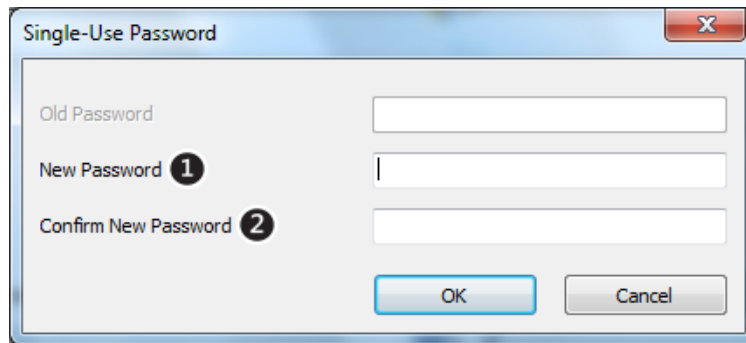 Single-Use Password
Old Password
New Password 1
Confirm New Password 2
OK Cancel